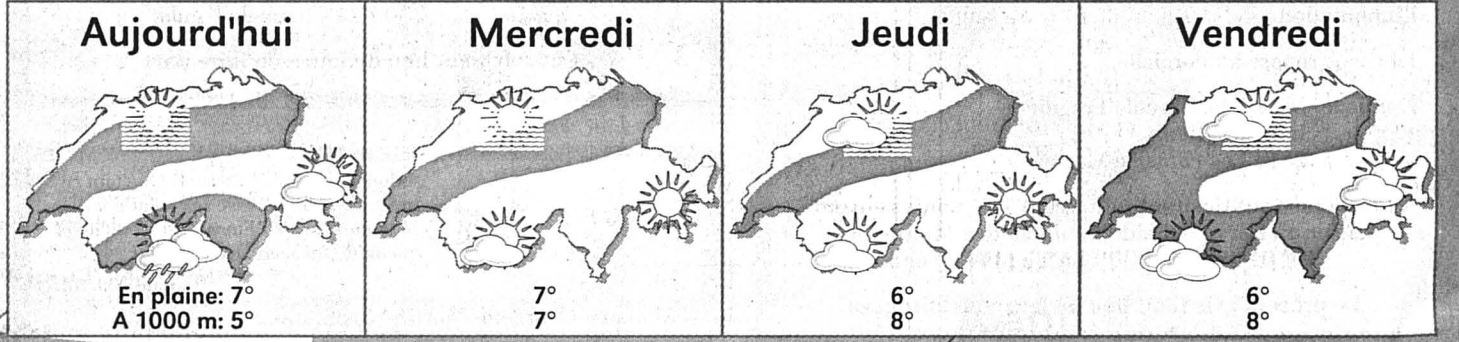 Aujourd'hui
En plaine: 7°
A 1000 m: 5°
Mercredi
7°
7°
Jeudi
6°
8°
Vendredi
6°
8°